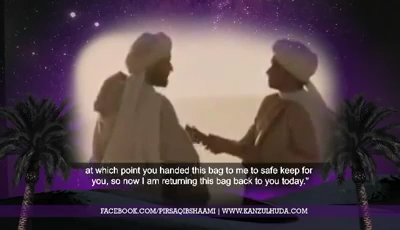 at which point you handed this bag to me to safe keep for
you, so now I am returning this bag back to you today."
FACEBOOK.COM/PIRSAQIBSHAAMI | WWW.KANZULHUDA.COM